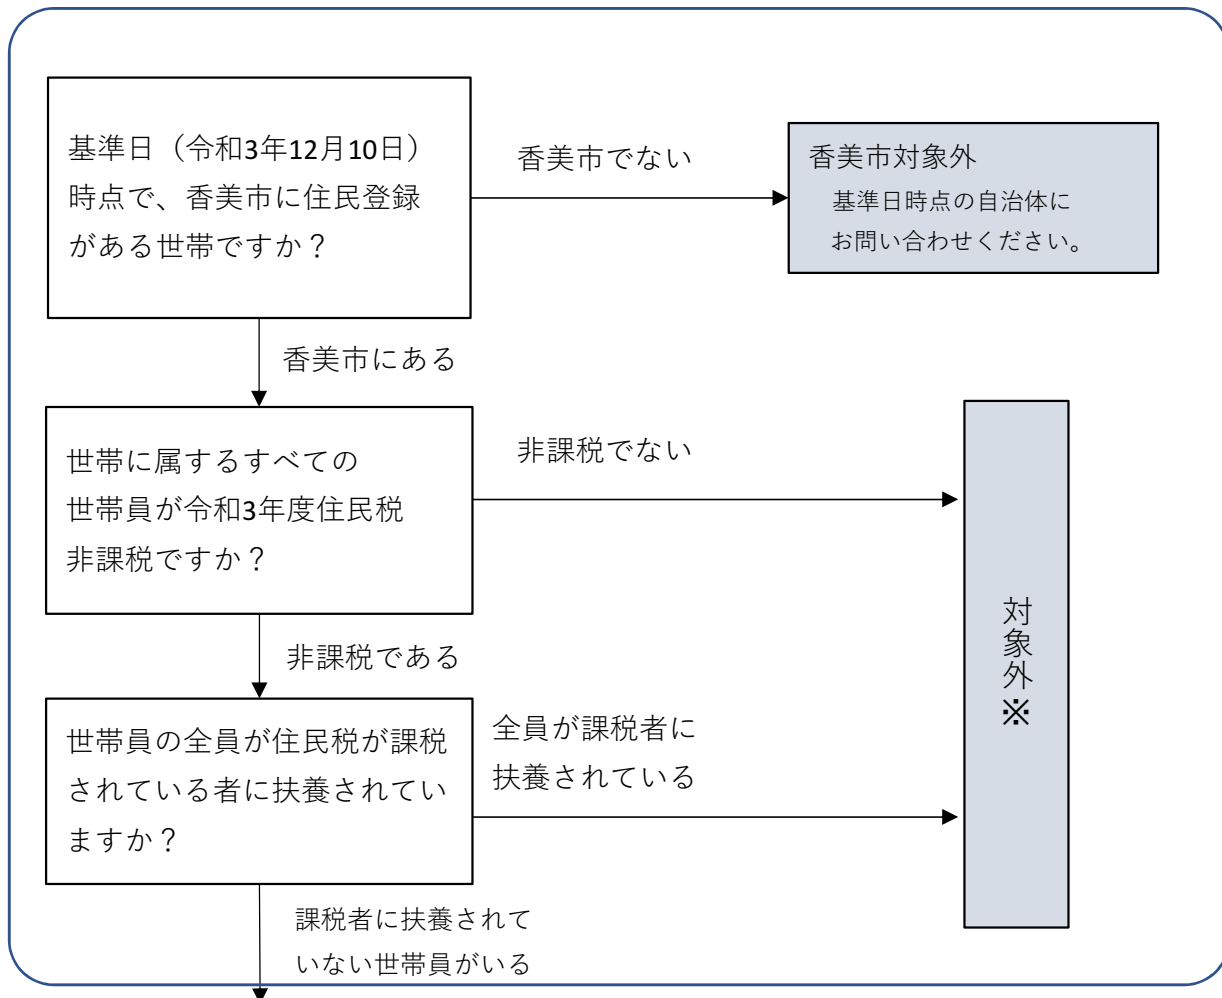 基準日（令和3年12月10日）
時点で、香美市に住民登録
がある世帯ですか？
香美市でない
香美市対象外
基準日時点の自治体に
お問い合わせください。
香美市にある
世帯に属するすべての
世帯員が令和3年度住民税
非課税ですか？
非課税でない
対象外※
非課税である
世帯員の全員が住民税が課税
されている者に扶養されてい
ますか？
全員が課税者に
扶養されている
課税者に扶養されて
いない世帯員がいる